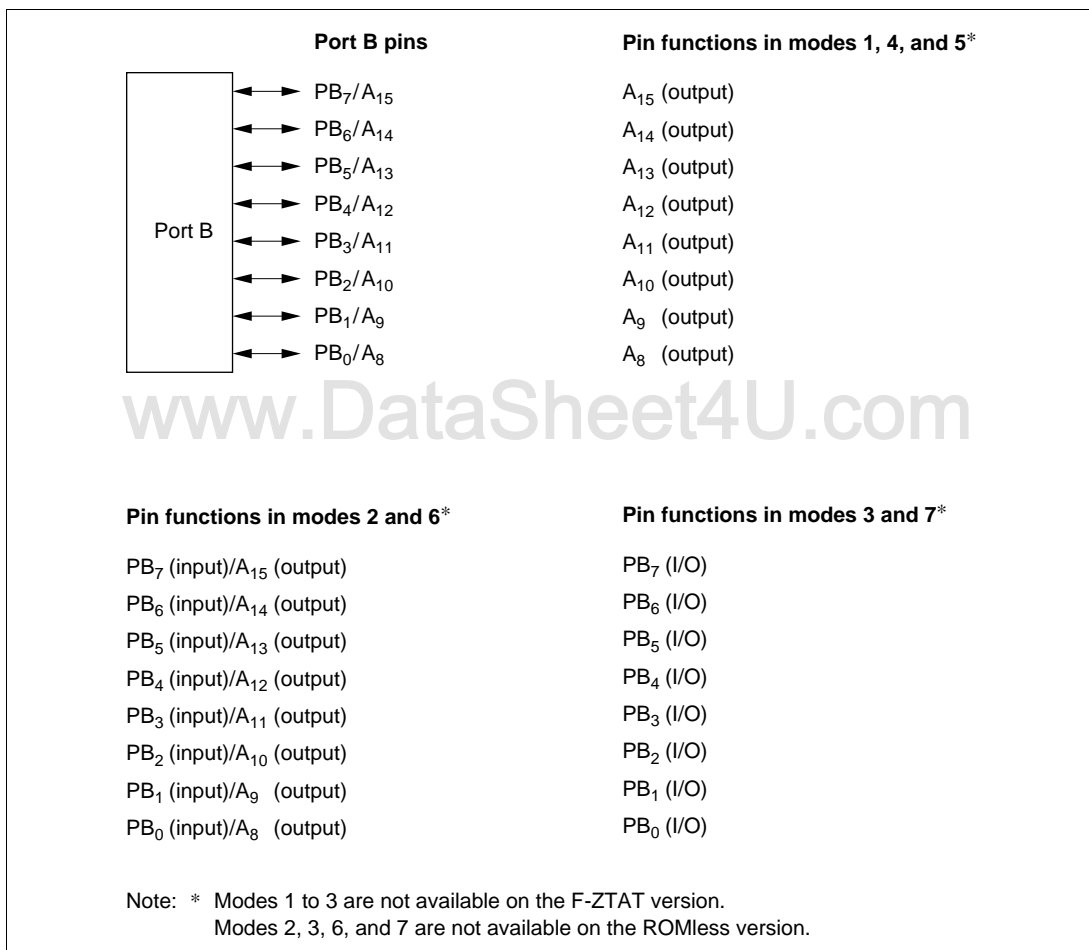 Port B pins
Pin functions in modes 1, 4, and 5*
Port B
PB7/A15
A15 (output)
PB6/A14
A14 (output)
PB5/A13
A13 (output)
PB4/A12
A12 (output)
PB3/A11
A11 (output)
PB2/A10
A10 (output)
PB1/A9
A9 (output)
PB0/A8
A8 (output)
www.DataSheet4U.com
Pin functions in modes 2 and 6*
PB7 (input)/A15 (output)
PB6 (input)/A14 (output)
PB5 (input)/A13 (output)
PB4 (input)/A12 (output)
PB3 (input)/A11 (output)
PB2 (input)/A10 (output)
PB1 (input)/A9 (output)
PB0 (input)/A8 (output)
Pin functions in modes 3 and 7*
PB7 (I/O)
PB6 (I/O)
PB5 (I/O)
PB4 (I/O)
PB3 (I/O)
PB2 (I/O)
PB1 (I/O)
PB0 (I/O)
Note: * Modes 1 to 3 are not available on the F-ZTAT version.
Modes 2, 3, 6, and 7 are not available on the ROMless version.